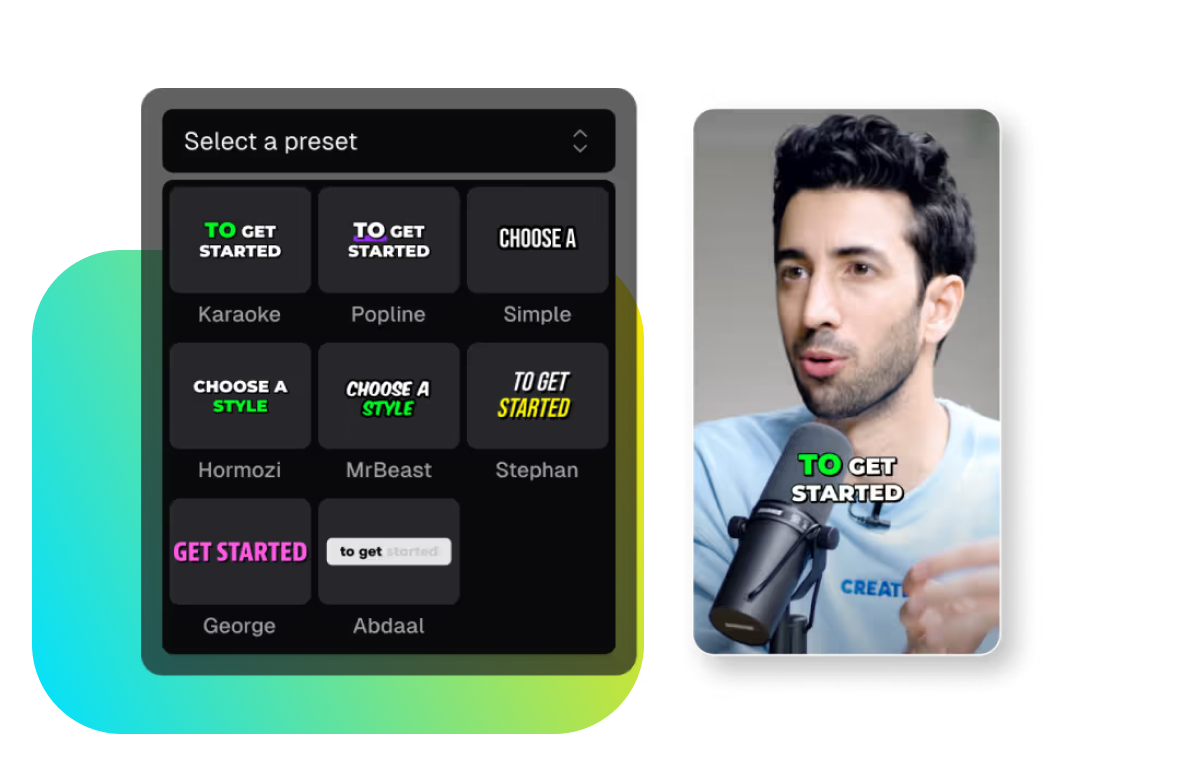 Select a preset
TO GET
STARTED
Karaoke
TO GET
STARTED
Popline
CHOOSE A
Simple
CHOOSE A
STYLE
Hormozi
CHOOSE A
STYLE
MrBeast
TO GET
STARTED
Stephan
GET STARTED
George
to get started
Abdaal
TO GET
STARTED